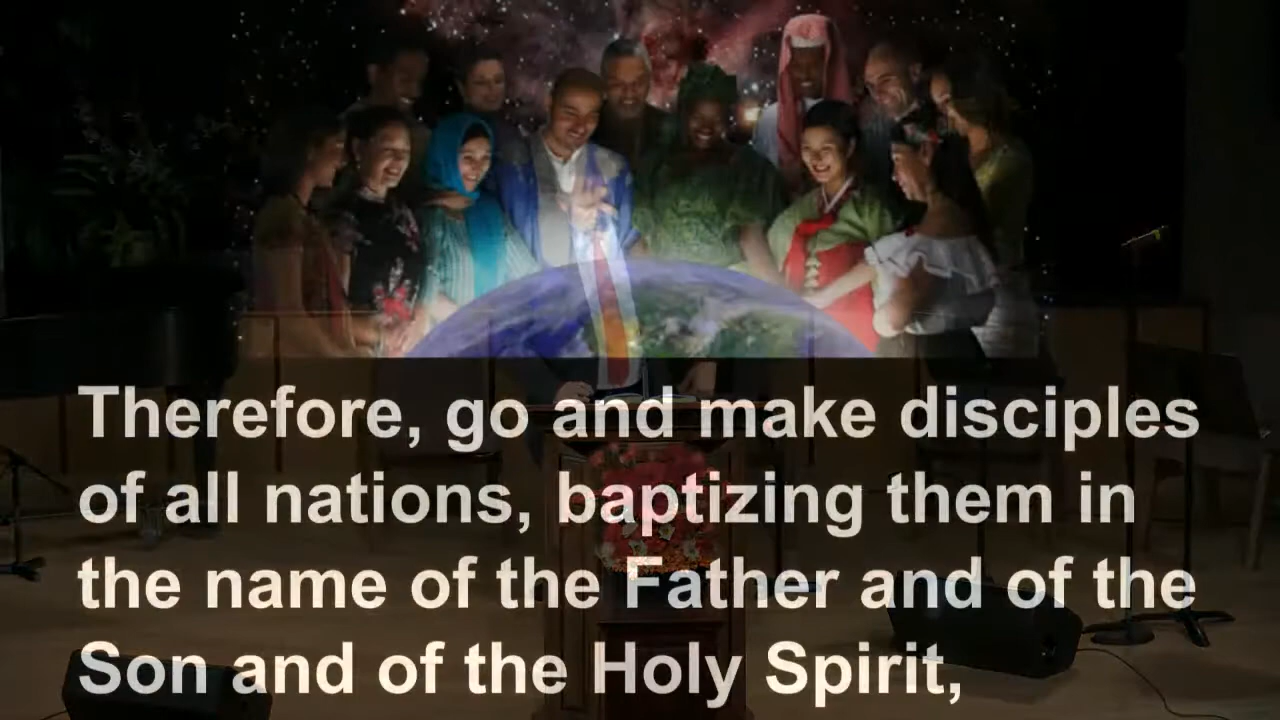 Therefore, go and make disciples
of all nations, baptizing them in
the name of the Father and of the
Son and of the Holy Spirit,